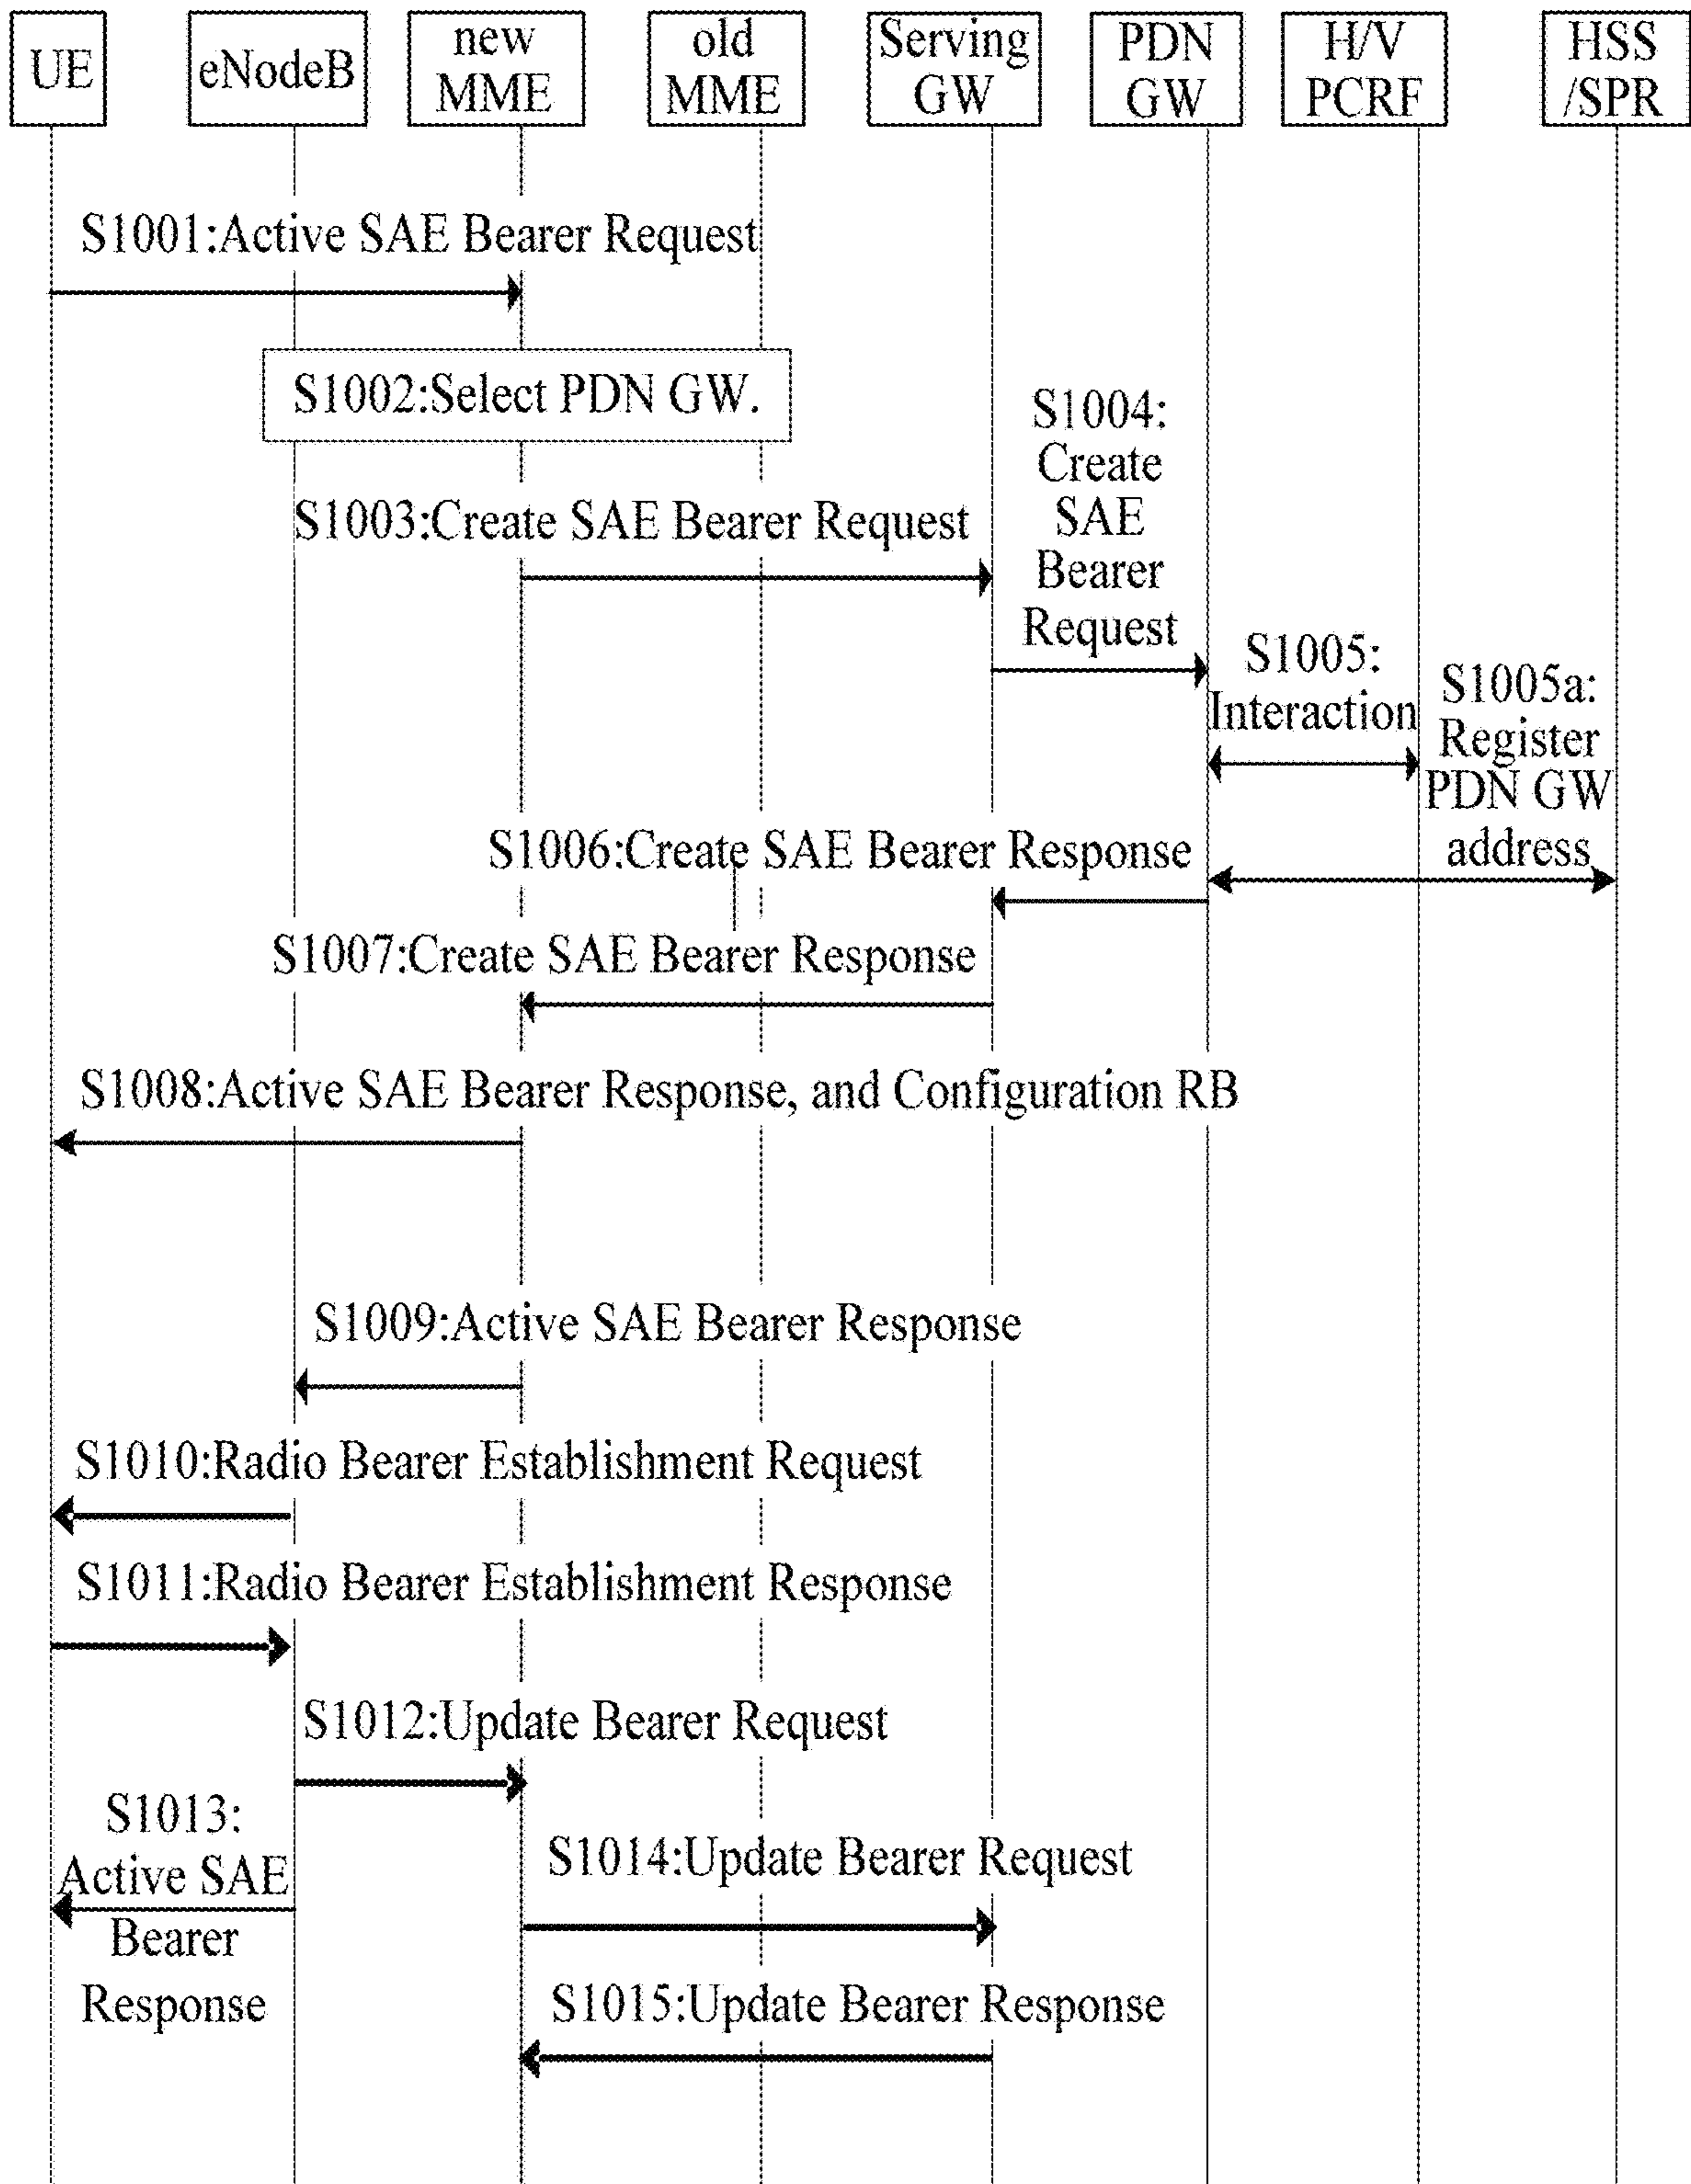 UE
eNodeB
new
MME
old
MME
Serving
GW
PDN
GW
H/V
PCRF
HSS
/SPR
S1001:Active SAE Bearer Request
S1002:Select PDN GW.
S1003:Create SAE Bearer Request
S1004:
Create
SAE
Bearer
Request
S1005:
Interaction
S1005a:
Register
PDN GW
address
S1006:Create SAE Bearer Response
S1007:Create SAE Bearer Response
S1008:Active SAE Bearer Response, and Configuration RB
S1009:Active SAE Bearer Response
S1010:Radio Bearer Establishment Request
S1011:Radio Bearer Establishment Response
S1012:Update Bearer Request
S1013:
Active SAE
Bearer
Response
S1014:Update Bearer Request
S1015:Update Bearer Response